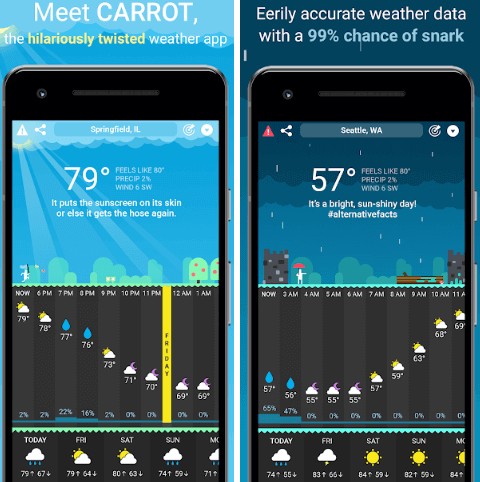 Meet CARROT,
the hilariously twisted weather app
Springfield, IL
79°
FEELS LIKE 80°
PRECIP 2%
WIND 6 SW
It puts the sunscreen on its skin
or else it gets the hose again.
NOW 6 PM 7 PM 8 PM 9 PM 10 PM 11 PM 12 AM 1 AM
FRIDAY
79° 78° 77° 76° 73° 71° 70° 69° 69°
2% 2% 22% 16% 2% 0% 0% 0% 0%
TODAY FRI SAT SUN MO
79↑ 67↓ 79↑ 64↓ 80↑ 63↓ 74↑ 59↓ 71↑
Eerily accurate weather data
with a 99% chance of snark
Seattle, WA
57°
FEELS LIKE 80°
PRECIP 2%
WIND 6 SW
It's a bright, sun-shiny day!
#alternativefacts
NOW 3 AM 4 AM 5 AM 6 AM 7 AM 8 AM 9 AM 10 AM 11 AM
57° 56° 55° 55° 55° 57° 59° 63° 68° 69°
65% 47% 0% 0% 0% 0% 0% 0% 0% 0%
TODAY FRI SAT SUN MO
74↑ 55↓ 83↑ 66↓ 82↑ 59↓ 82↑ 57↓ 84↑